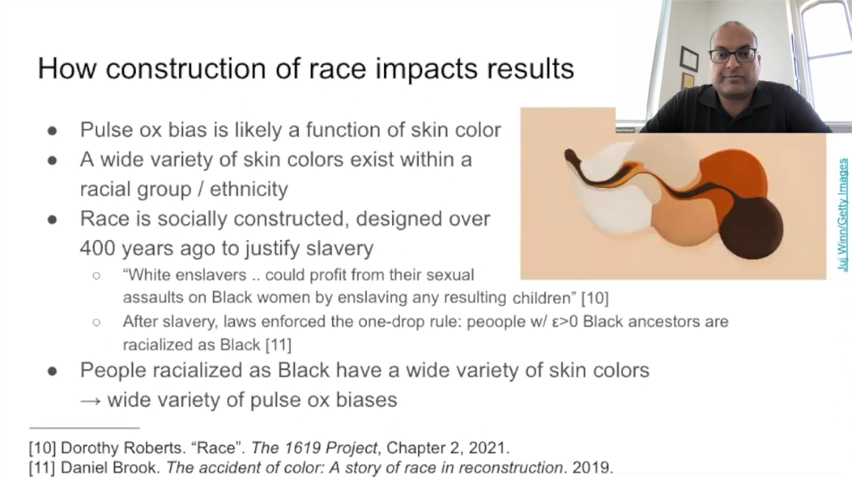 How construction of race impacts results
● Pulse ox bias is likely a function of skin color
● A wide variety of skin colors exist within a
racial group / ethnicity
● Race is socially constructed, designed over
400 years ago to justify slavery
○ “White enslavers .. could profit from their sexual
assaults on Black women by enslaving any resulting children” [10]
○ After slavery, laws enforced the one-drop rule: peoople w/ ε>0 Black ancestors are
racialized as Black [11]
● People racialized as Black have a wide variety of skin colors
→ wide variety of pulse ox biases
Juj Winn/Getty Images
[10] Dorothy Roberts. “Race”. The 1619 Project, Chapter 2, 2021.
[11] Daniel Brook. The accident of color: A story of race in reconstruction. 2019.